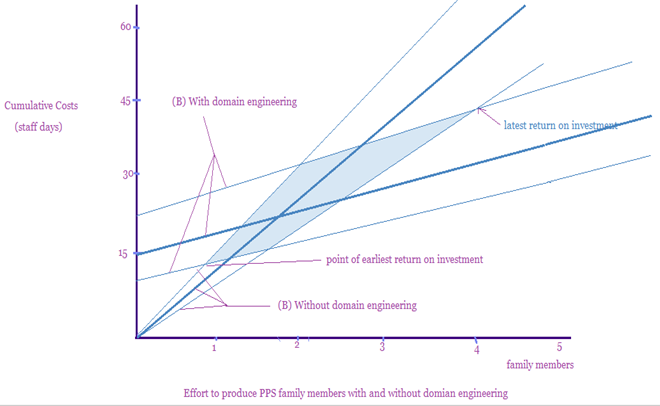 60
Cumulative Costs
(staff days)
45
(B) With domain engineering
latest return on investment
30
15
point of earliest return on investment
(B) Without domain engineering
1
2
3
4
5
family members
Effort to produce PPS family members with and without domian engineering